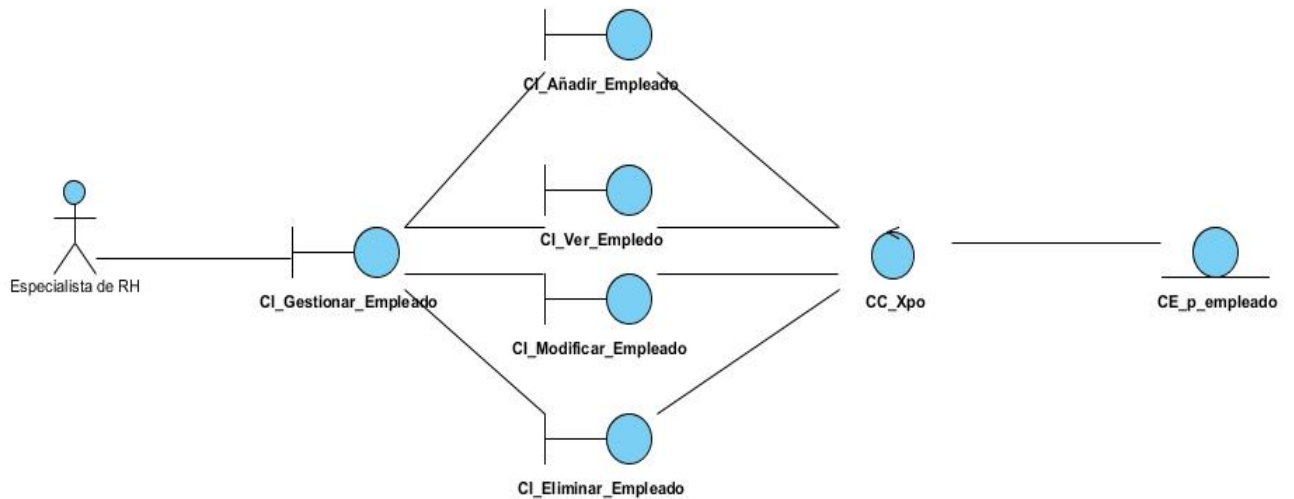 CI_Añadir_Empleado
CI_Ver_Empledo
Especialista de RH
CI_Gestionar_Empleado
CC_Xpo
CE_p_empleado
CI_Modificar_Empleado
CI_Eliminar_Empleado